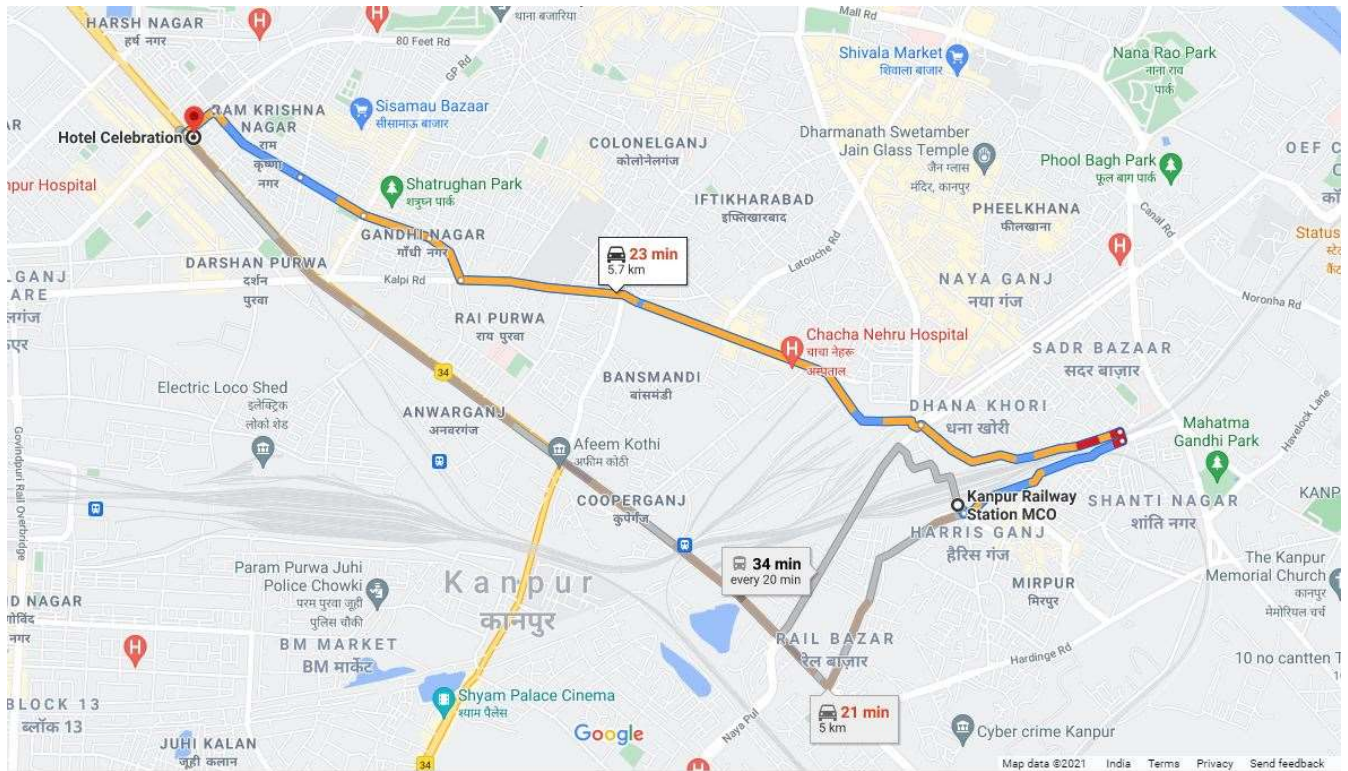 HARSH NAGAR
हर्ष नगर
थाना बजारिया
Mall Rd
80 Feet Rd
GP Rd
Shivala Market
शिवाला बाजार
Nana Rao Park
नाना राव
पार्क
RAM KRISHNA
NAGAR
राम
कृष्णा
नगर
Sisamau Bazaar
सीसामाऊ बाजार
Hotel Celebration
COLONELGANJ
कोलोनेलगंज
Dharmanath Swetamber
Jain Glass Temple
जैन ग्लास
मंदिर, कानपुर
Phool Bagh Park
फूल बाग पार्क
OEF C
npur Hospital
Shatrughan Park
शत्रुघ्न पार्क
IFTIKHARABAD
इफ्तिखारबाद
PHEELKHANA
फीलखाना
Canal Rd
Status
GANDHI NAGAR
गाँधी नगर
23 min
5.7 km
Latouche Rd
DARSHAN PURWA
दर्शन
पुरवा
Kalpi Rd
NAYA GANJ
नया गंज
Noronha Rd
LGANJ
ARE
लगंज
RAI PURWA
राय पुरवा
Chacha Nehru Hospital
चाचा नेहरू
अस्पताल
SADR BAZAAR
सदर बाज़ार
34
BANSMANDI
बांसमंडी
Electric Loco Shed
इलेक्ट्रिक
लोको शेड
ANWARGANJ
अनवरगंज
DHANA KHORI
धना खोरी
Havelock Lane
Mahatma
Gandhi Park
Govindpuri Rail Overbridge
Afeem Kothi
अफीम कोठी
COOPERGANJ
कुपेर्गंज
Kanpur Railway
Station MCO
SHANTI NAGAR
शांति नगर
KANP
HARRIS GANJ
हैरिस गंज
34 min
every 20 min
Param Purwa Juhi
Police Chowki
परम पुरवा जूही
पुलिस चौकी
Kanpur
कानपुर
MIRPUR
मिरपुर
The Kanpur
Memorial Church
कानपुर
मेमोरियल चर्च
D NAGAR
गोविंद
नगर
BM MARKET
BM मार्केट
RAIL BAZAR
रेल बाज़ार
Hardinge Rd
10 no cantten T
BLOCK 13
ब्लॉक 13
Shyam Palace Cinema
श्याम पैलेस
21 min
5 km
Naya Pul
Google
Cyber crime Kanpur
JUHI KALAN
जूही कलान
34
Map data ©2021 India Terms Privacy Send feedback